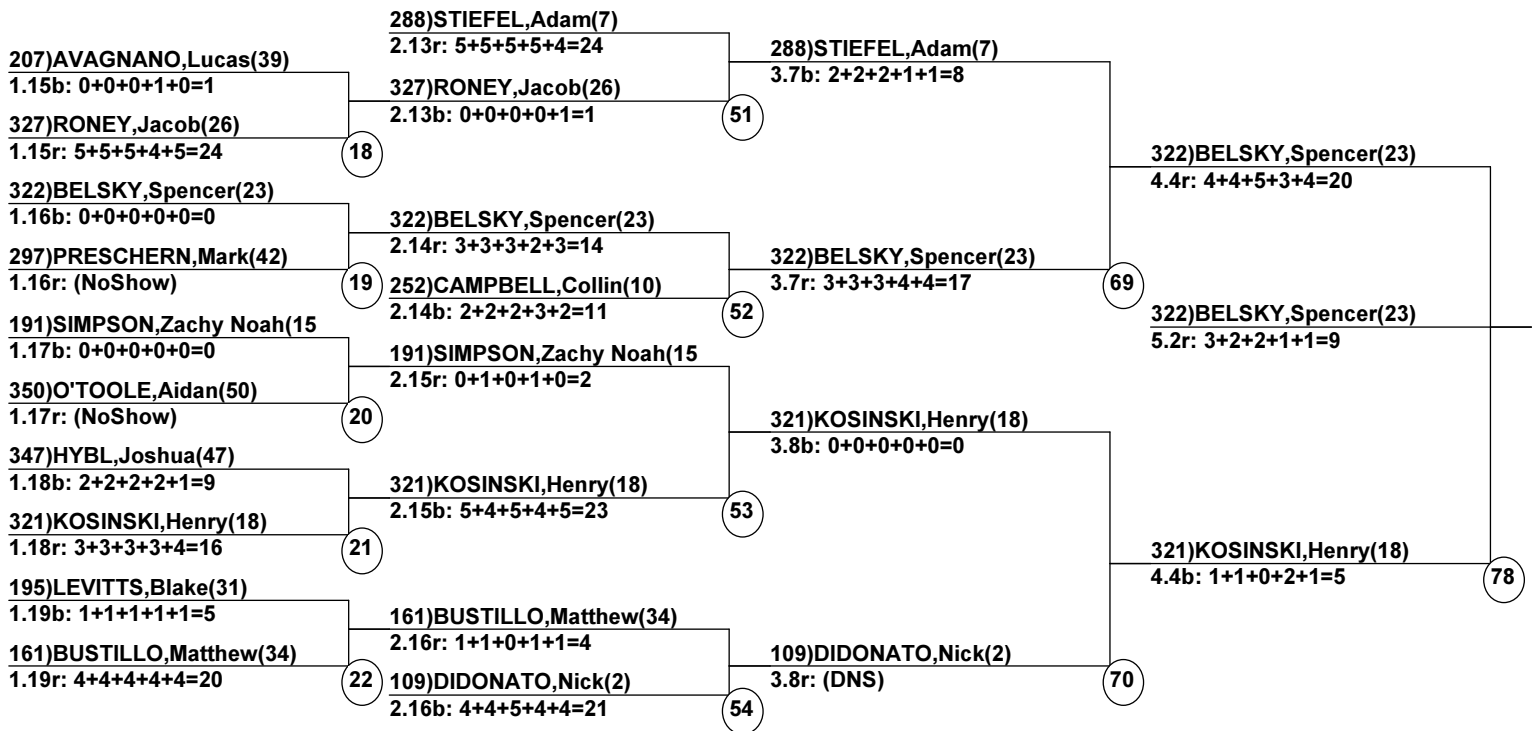 207)AVAGNANO,Lucas(39)
1.15b: 0+0+0+1+0=1
327)RONEY,Jacob(26)
1.15r: 5+5+5+4+5=24
18
322)BELSKY,Spencer(23)
1.16b: 0+0+0+0+0=0
297)PRESCHERN,Mark(42)
1.16r: (NoShow)
19
191)SIMPSON,Zachy Noah(15
1.17b: 0+0+0+0+0=0
350)O'TOOLE,Aidan(50)
1.17r: (NoShow)
20
347)HYBL,Joshua(47)
1.18b: 2+2+2+2+1=9
321)KOSINSKI,Henry(18)
1.18r: 3+3+3+3+4=16
21
195)LEVITTS,Blake(31)
1.19b: 1+1+1+1+1=5
161)BUSTILLO,Matthew(34)
1.19r: 4+4+4+4+4=20
22
288)STIEFEL,Adam(7)
2.13r: 5+5+5+5+4=24
327)RONEY,Jacob(26)
2.13b: 0+0+0+0+1=1
51
322)BELSKY,Spencer(23)
2.14r: 3+3+3+2+3=14
252)CAMPBELL,Collin(10)
2.14b: 2+2+2+3+2=11
52
191)SIMPSON,Zachy Noah(15
2.15r: 0+1+0+1+0=2
321)KOSINSKI,Henry(18)
2.15b: 5+4+5+4+5=23
53
161)BUSTILLO,Matthew(34)
2.16r: 1+1+0+1+1=4
109)DIDONATO,Nick(2)
2.16b: 4+4+5+4+4=21
54
288)STIEFEL,Adam(7)
3.7b: 2+2+2+1+1=8
322)BELSKY,Spencer(23)
3.7r: 3+3+3+4+4=17
69
321)KOSINSKI,Henry(18)
3.8b: 0+0+0+0+0=0
109)DIDONATO,Nick(2)
3.8r: (DNS)
70
322)BELSKY,Spencer(23)
4.4r: 4+4+5+3+4=20
322)BELSKY,Spencer(23)
5.2r: 3+2+2+1+1=9
321)KOSINSKI,Henry(18)
4.4b: 1+1+0+2+1=5
78